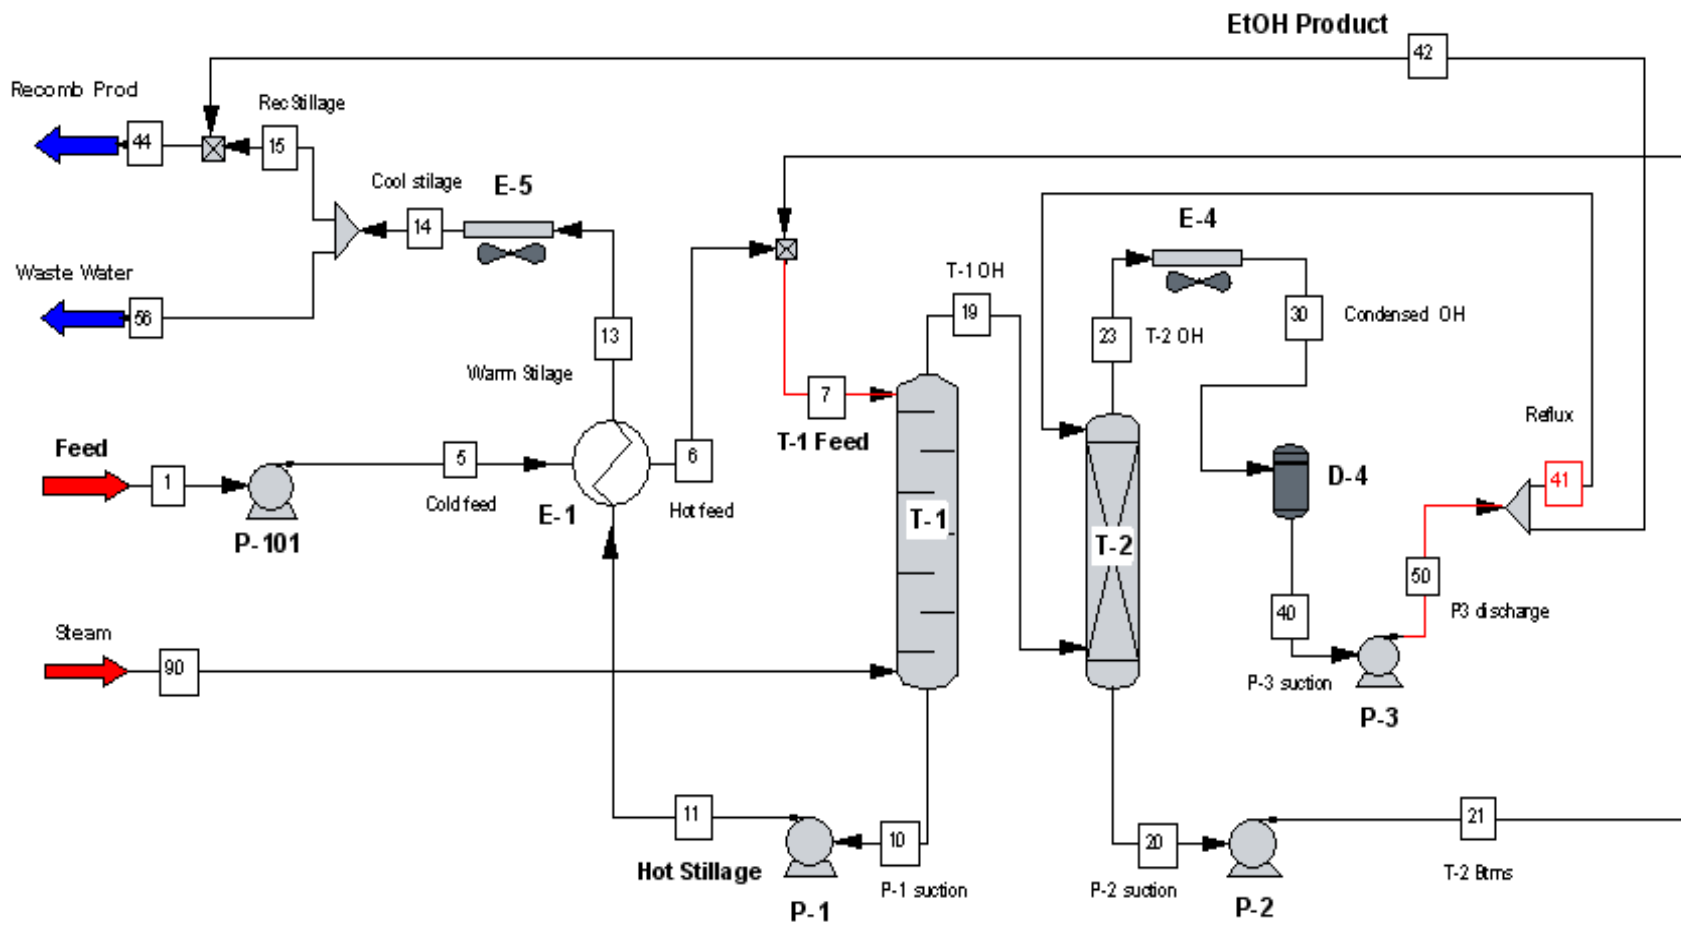 EtOH Product
42
Recomb Prod
44
Rec Stillage
15
Cool stilage
14
E-5
E-4
Waste Water
56
13
Warm Stilage
T-1 OH
19
23
T-2 OH
30
Condensed OH
7
T-1 Feed
Reflux
41
Feed
1
P-101
5
Cold feed
E-1
6
Hot feed
T-1
T-2
D-4
50
P3 discharge
40
P-3 suction
P-3
Steam
90
11
Hot Stillage
P-1
10
P-1 suction
20
P-2 suction
P-2
21
T-2 Btms